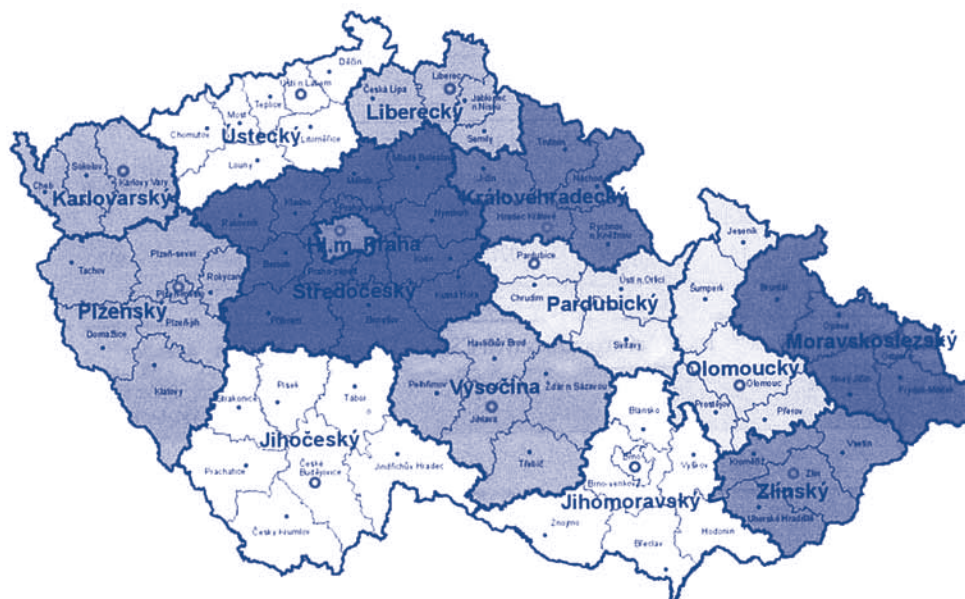 Děčín
Ústí n.Labem
Teplice
Most
Chomutov
Ústecký
Litoměřice
Louny
Česká Lípa
Liberec
Liberecký
Jablonec
n.Nisou
Semily
Sokolov
Cheb
Karlovy Vary
Karlovarský
Mladá Boleslav
Mělník
Kladno
Rakovník
Nymburk
Hl.m. Praha
Beroun
Kolín
Středočeský
Kutná Hora
Příbram
Benešov
Trutnov
Jičín
Náchod
Královéhradecký
Hradec Králové
Rychnov
n.Kněžnou
Pardubice
Chrudim
Ústí n.Orlicí
Pardubický
Svitavy
Jeseník
Šumperk
Olomoucký
Olomouc
Prostějov
Přerov
Bruntál
Opava
Moravskoslezský
Nový Jičín
Frýdek-Místek
Tachov
Plzeň-sever
Rokycany
Plzeňský
Plzeň-jih
Domažlice
Klatovy
Havlíčkův Brod
Pelhřimov
Vysočina
Žďár n.Sázavou
Jihlava
Třebíč
Strakonice
Písek
Tábor
Jihočeský
Prachatice
České
Budějovice
Jindřichův Hradec
Český Krumlov
Blansko
Brno
Brno-venkov
Vyškov
Jihomoravský
Znojmo
Břeclav
Hodonín
Kroměříž
Vsetín
Zlín
Zlínský
Uherské Hradiště